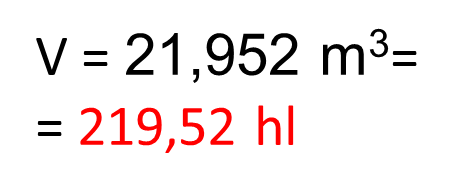 V = 21,952 m³=
= 219,52 hl